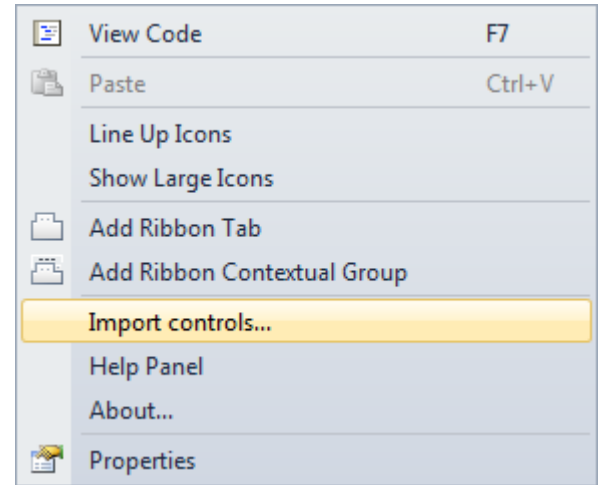 View Code F7
Paste Ctrl+V
Line Up Icons
Show Large Icons
Add Ribbon Tab
Add Ribbon Contextual Group
Import controls...
Help Panel
About...
Properties